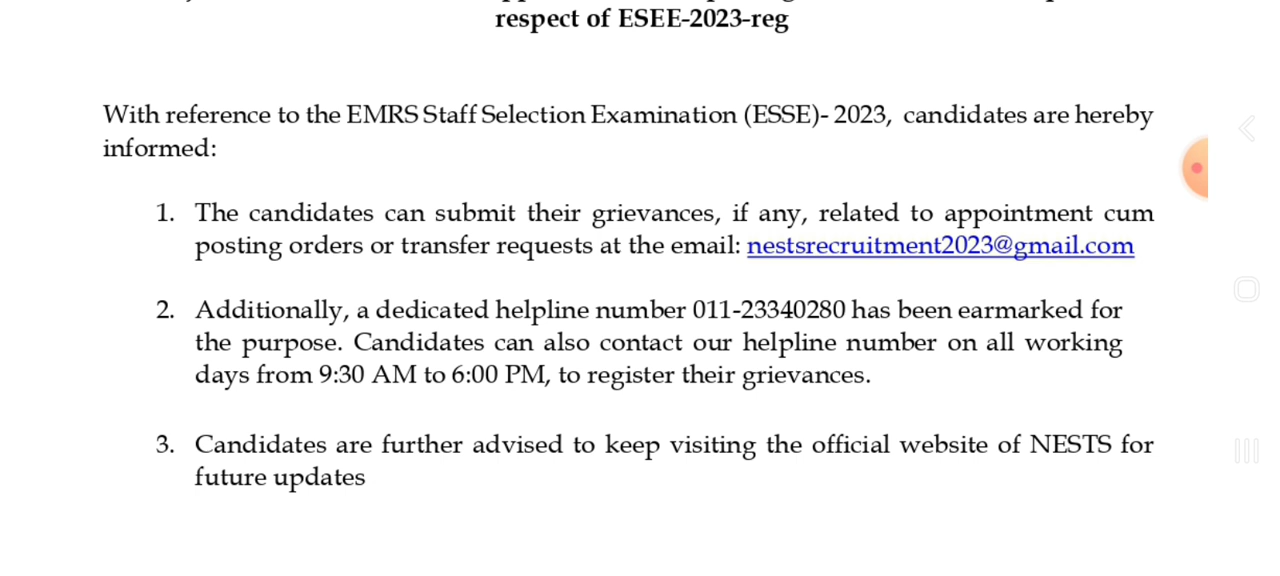 respect of ESEE-2023-reg
With reference to the EMRS Staff Selection Examination (ESSE)- 2023, candidates are hereby
informed:
1. The candidates can submit their grievances, if any, related to appointment cum
posting orders or transfer requests at the email: nestsrecruitment2023@gmail.com
2. Additionally, a dedicated helpline number 011-23340280 has been earmarked for
the purpose. Candidates can also contact our helpline number on all working
days from 9:30 AM to 6:00 PM, to register their grievances.
3. Candidates are further advised to keep visiting the official website of NESTS for
future updates